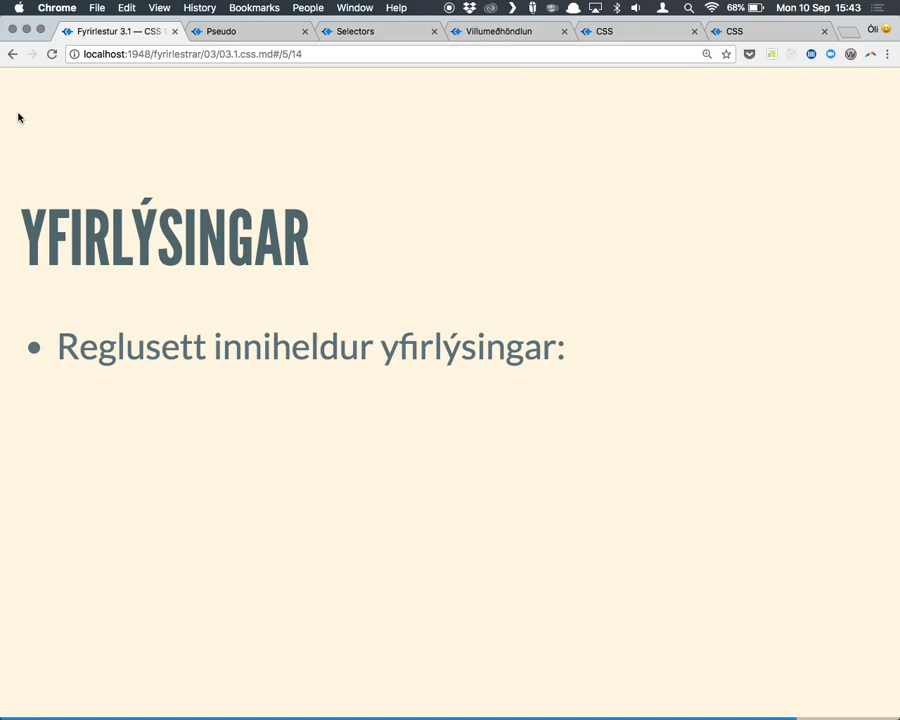 Chrome File Edit View History Bookmarks People Window Help 68% Mon 10 Sep 15:43
Fyrirlestur 3.1 — CSS Pseudo Selectors Villumeðhöndlun CSS CSS Óli
localhost:1948/fyrirlestrar/03/03.1.css.md#/5/14
YFIRLÝSINGAR
• Reglusett inniheldur yfirlýsingar: